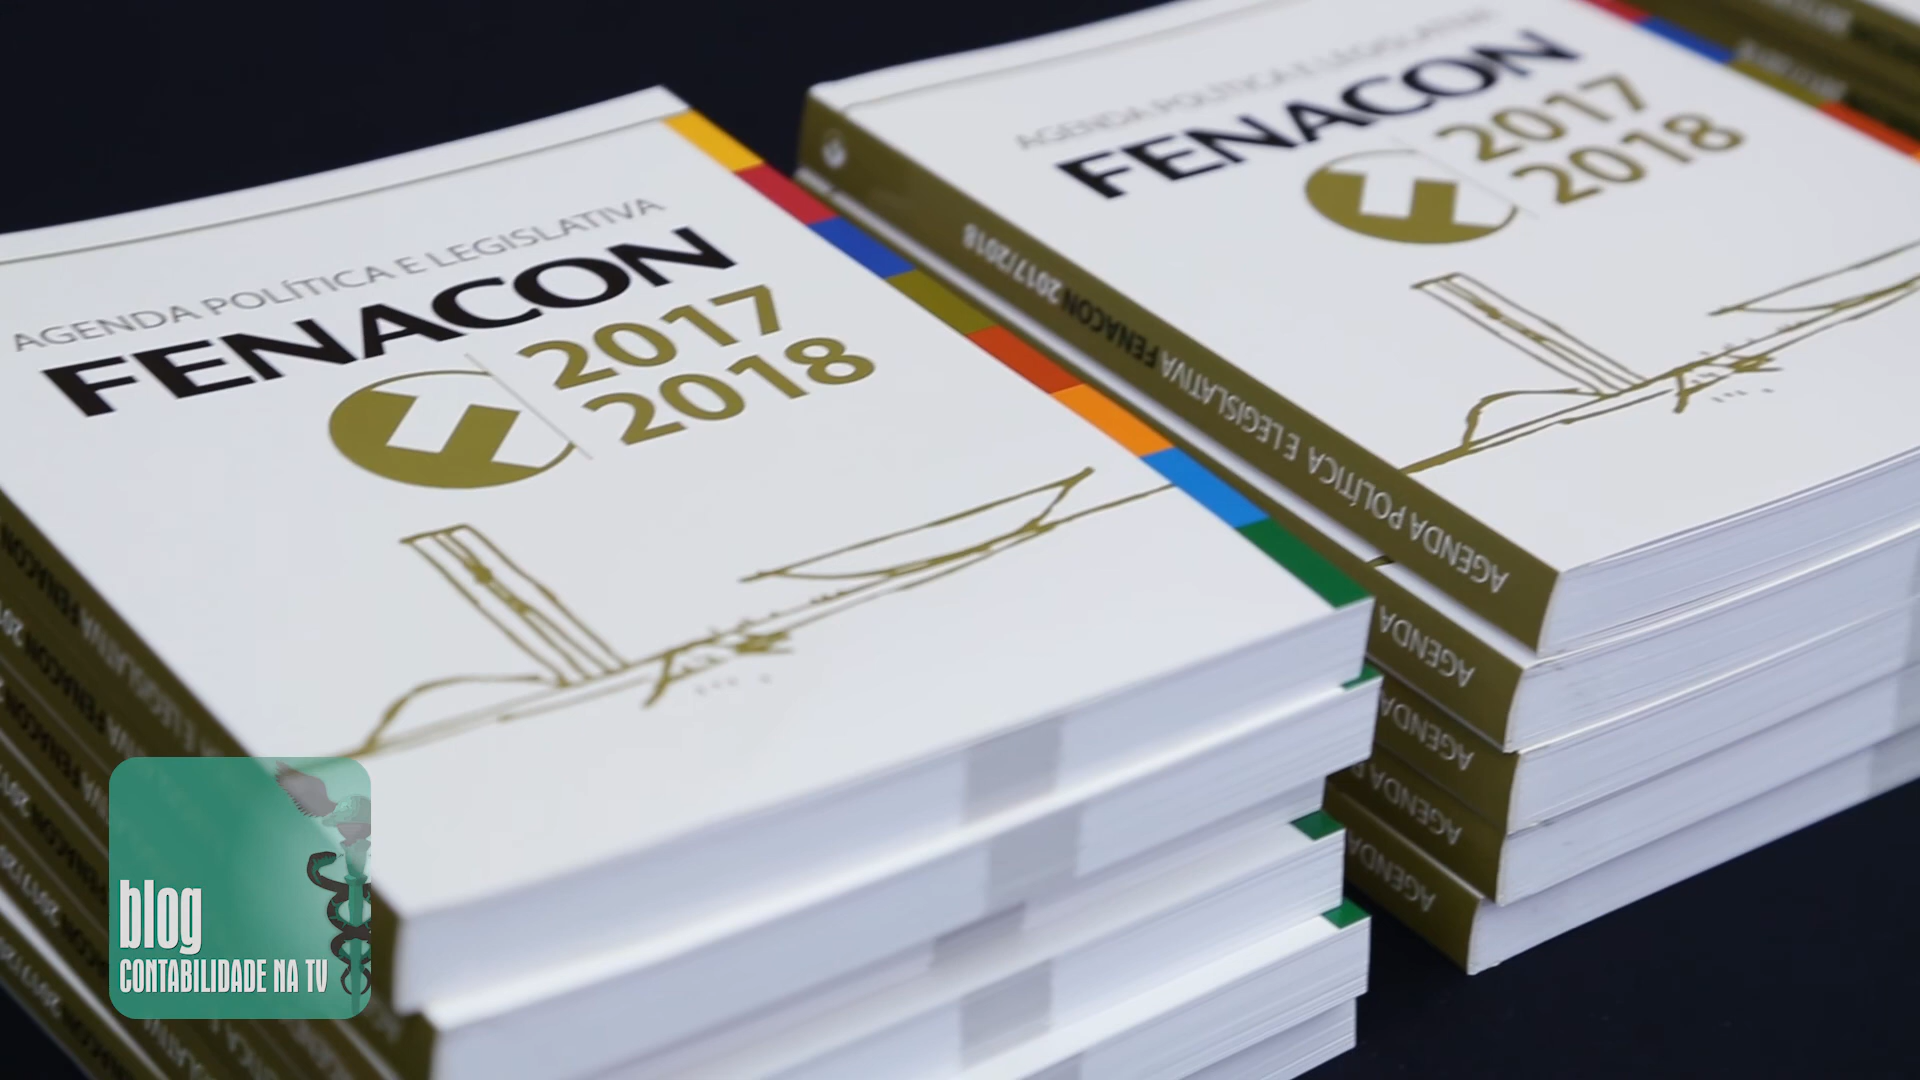 AGENDA POLÍTICA E LEGISLATIVA
FENACON
2017
2018
AGENDA POLÍTICA E LEGISLATIVA
FENACON
2017
2018
AGENDA POLÍTICA E LEGISLATIVA FENACON 2017/2018
AGENDA
AGENDA
AGENDA
AGENDA
blog
CONTABILIDADE NA TV